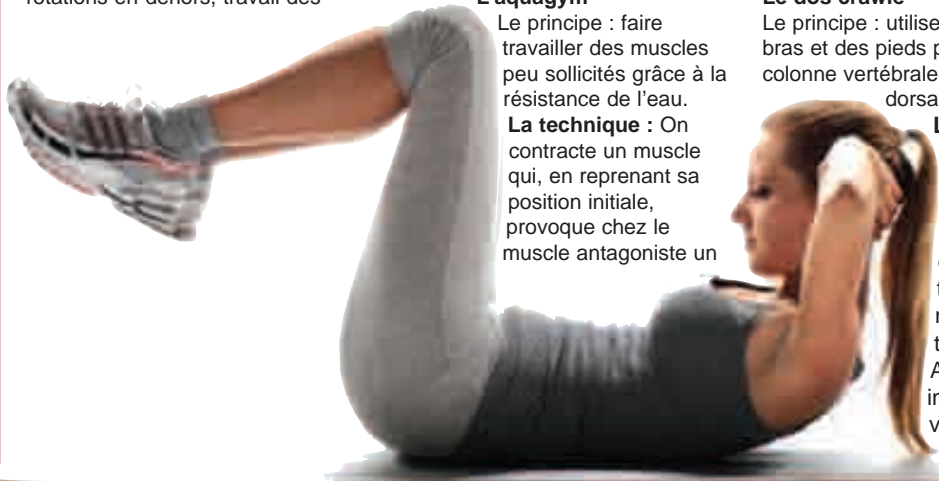 rotations en dehors, travail des
L'aquagym
Le principe : faire
travailler des muscles
peu sollicités grâce à la
résistance de l'eau.
La technique : On
contracte un muscle
qui, en reprenant sa
position initiale,
provoque chez le
muscle antagoniste un
Le dos crawlé
Le principe : utilise
bras et des pieds p
colonne vertébrale
dorsa